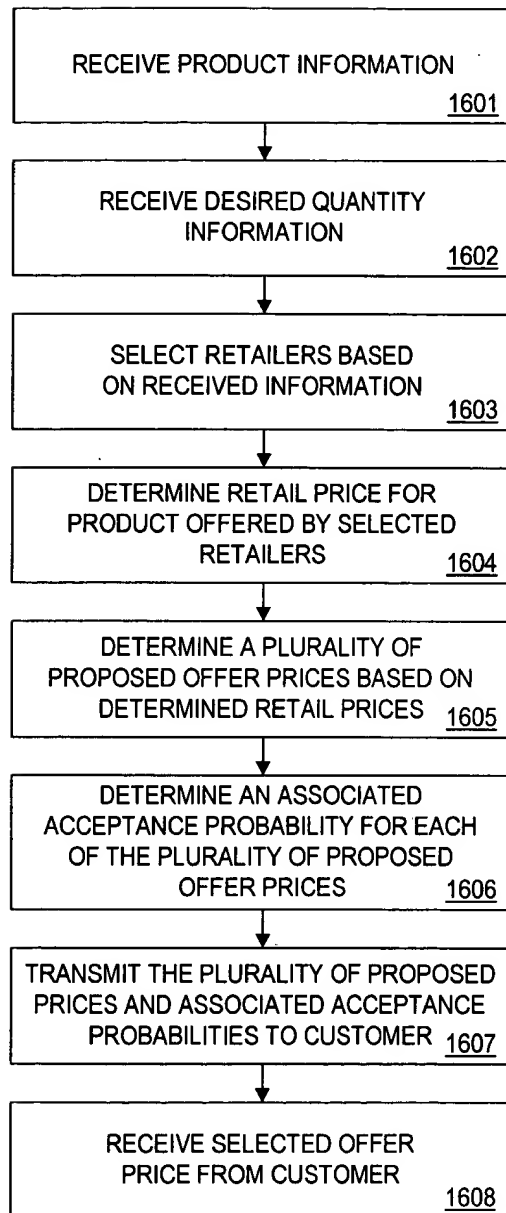 RECEIVE PRODUCT INFORMATION
1601
RECEIVE DESIRED QUANTITY
INFORMATION
1602
SELECT RETAILERS BASED
ON RECEIVED INFORMATION
1603
DETERMINE RETAIL PRICE FOR
PRODUCT OFFERED BY SELECTED
RETAILERS
1604
DETERMINE A PLURALITY OF
PROPOSED OFFER PRICES BASED ON
DETERMINED RETAIL PRICES
1605
DETERMINE AN ASSOCIATED
ACCEPTANCE PROBABILITY FOR EACH
OF THE PLURALITY OF PROPOSED
OFFER PRICES
1606
TRANSMIT THE PLURALITY OF PROPOSED
PRICES AND ASSOCIATED ACCEPTANCE
PROBABILITIES TO CUSTOMER
1607
RECEIVE SELECTED OFFER
PRICE FROM CUSTOMER
1608